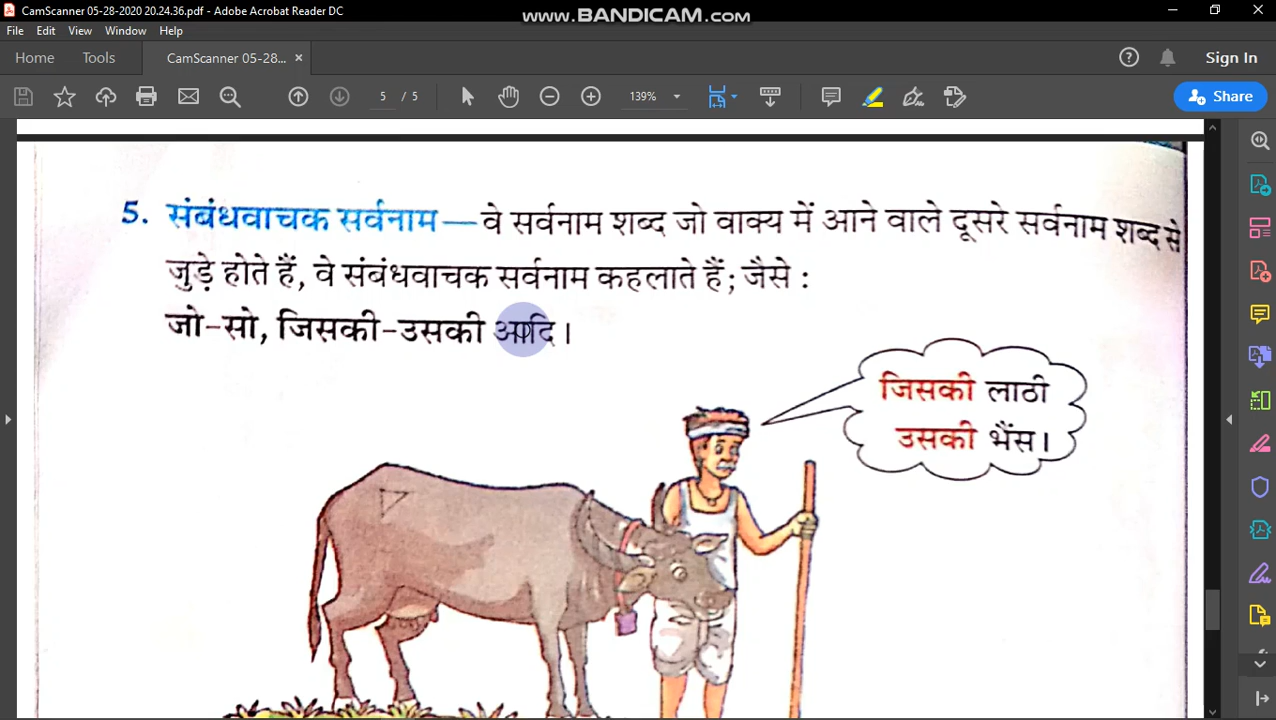 CamScanner 05-28-2020 20.24.36.pdf - Adobe Acrobat Reader DC
www.BANDICAM.com
File Edit View Window Help
Home Tools CamScanner 05-28... × Sign In
5 / 5 139% Share
5. संबंधवाचक सर्वनाम—वे सर्वनाम शब्द जो वाक्य में आने वाले दूसरे सर्वनाम शब्द से
जुड़े होते हैं, वे संबंधवाचक सर्वनाम कहलाते हैं; जैसे :
जो-सो, जिसकी-उसकी आदि।
जिसकी लाठी
उसकी भैंस।